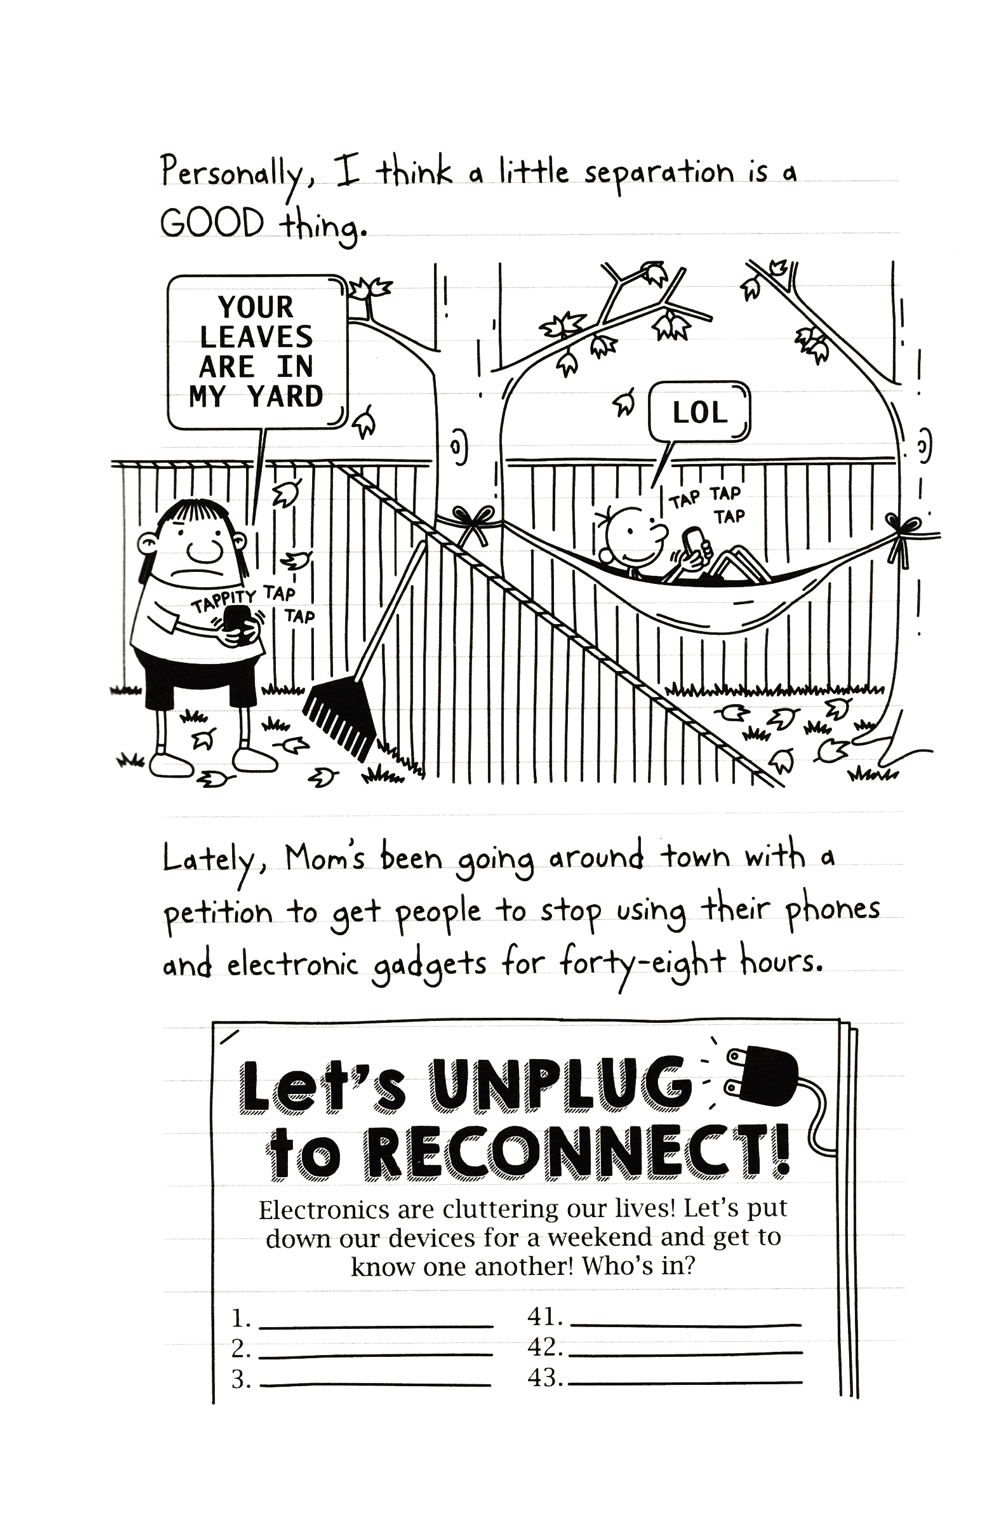 Personally, I think a little separation is a
GOOD thing.
YOUR
LEAVES
ARE IN
MY YARD
LOL
TAP TAP
TAP
TAPPITY TAP
TAP
Lately, Mom's been going around town with a
petition to get people to stop using their phones
and electronic gadgets for forty-eight hours.
Let's UNPLUG
to RECONNECT!
Electronics are cluttering our lives! Let's put
down our devices for a weekend and get to
know one another! Who's in?
1.
2.
3.
41.
42.
43.